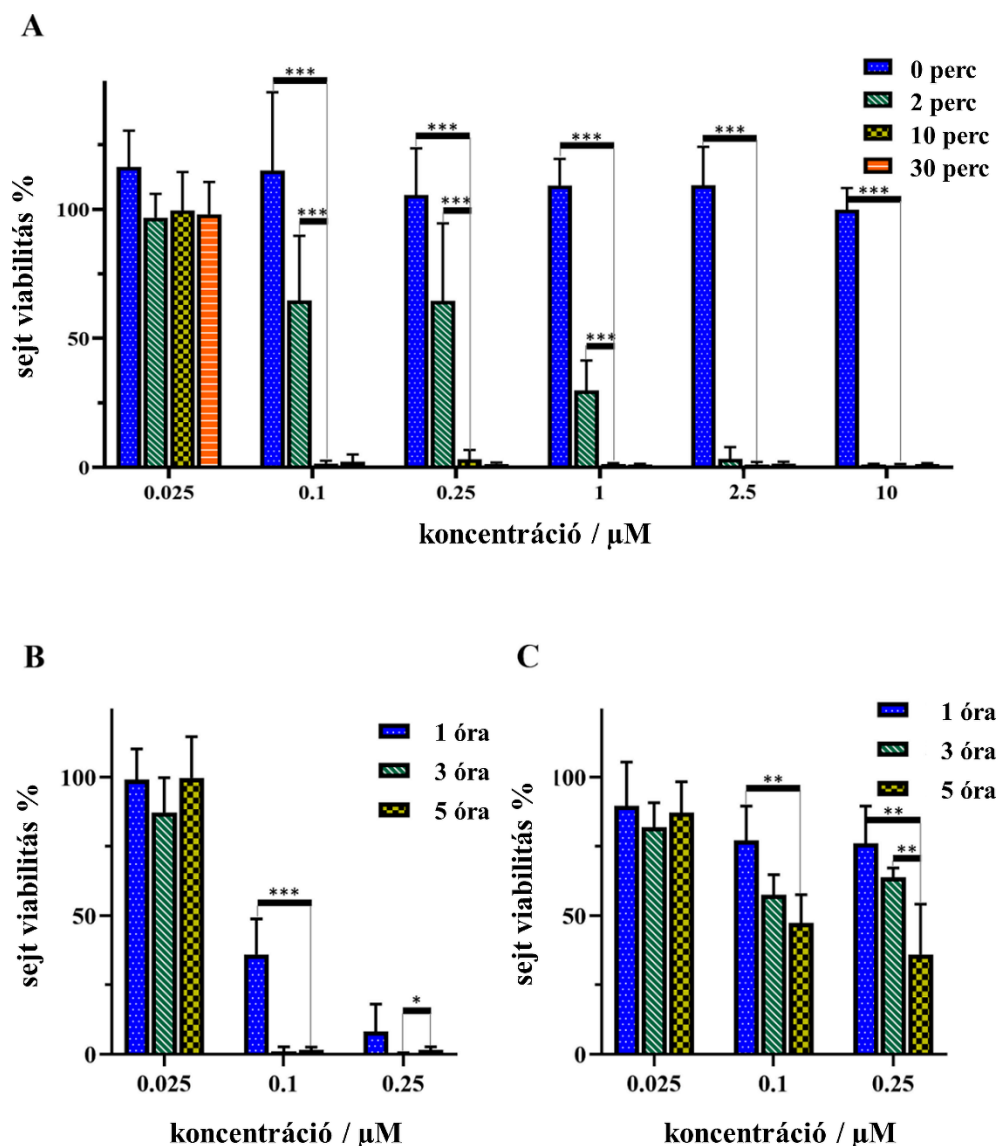 A
0 perc
2 perc
10 perc
30 perc
sejt viabilitás %
100
50
0
***
***
***
***
***
***
***
***
0.025 0.1 0.25 1 2.5 10
koncentráció / µM
B
1 óra
3 óra
5 óra
sejt viabilitás %
100
50
0
***
*
0.025 0.1 0.25
koncentráció / µM
C
1 óra
3 óra
5 óra
sejt viabilitás %
100
50
0
**
**
**
0.025 0.1 0.25
koncentráció / µM